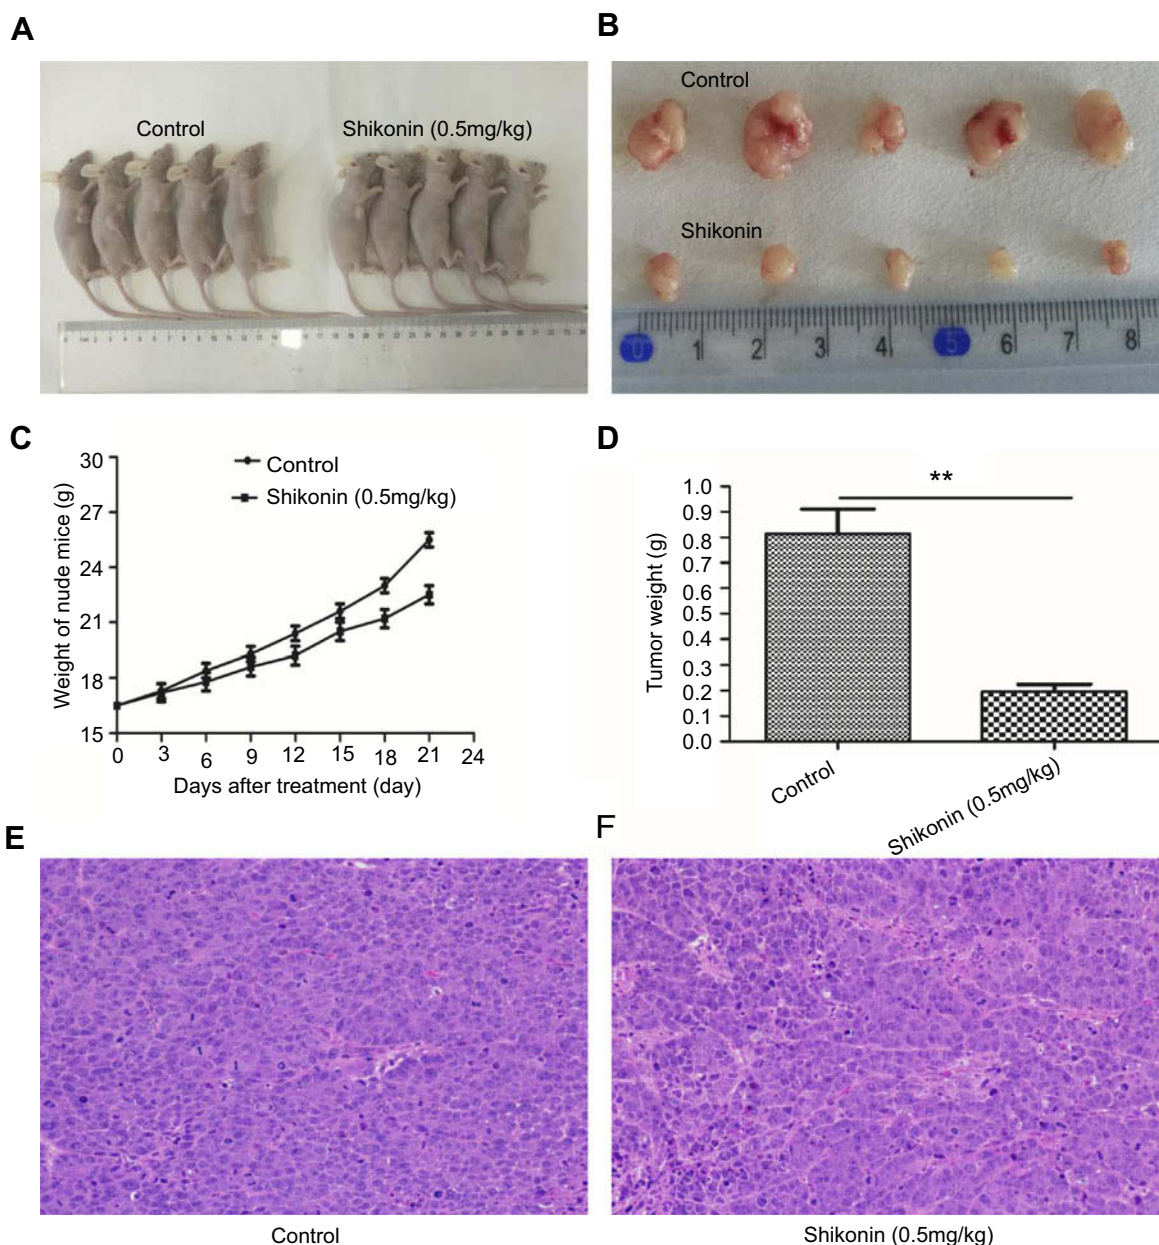 A
B
Control
Shikonin (0.5mg/kg)
Control
Shikonin
0 1 2 3 4 5 6 7 8
C
D
Control
Shikonin (0.5mg/kg)
Weight of nude mice (g)
30
27
24
21
18
15
0 3 6 9 12 15 18 21 24
Days after treatment (day)
**
Tumor weight (g)
1.0
0.9
0.8
0.7
0.6
0.5
0.4
0.3
0.2
0.1
0.0
Control
Shikonin (0.5mg/kg)
E
F
Control
Shikonin (0.5mg/kg)